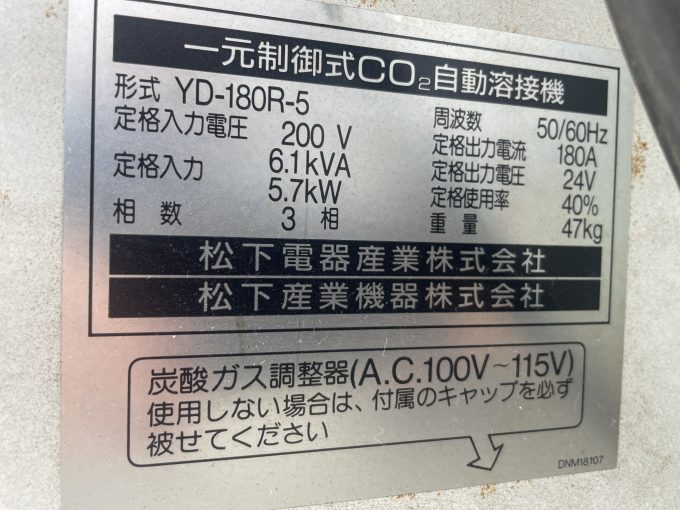 一元制御式CO₂自動溶接機
形式 YD-180R-5
定格入力電圧 200 V
定格入力 6.1kVA
5.7kW
相数 3 相
周波数 50/60Hz
定格出力電流 180A
定格出力電圧 24V
定格使用率 40%
重量 47kg
松下電器産業株式会社
松下産業機器株式会社
炭酸ガス調整器(A.C.100V~115V)
使用しない場合は、付属のキャップを必ず
被せてください
DNM18107